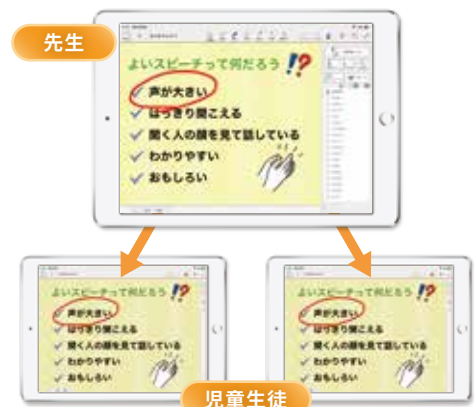 先生
よいスピーチって何だろう !?
声が大きい
はっきり聞こえる
聞く人の顔を見て話している
わかりやすい
おもしろい
よいスピーチって何だろう !?
声が大きい
はっきり聞こえる
聞く人の顔を見て話している
わかりやすい
おもしろい
よいスピーチって何だろう !?
声が大きい
はっきり聞こえる
聞く人の顔を見て話している
わかりやすい
おもしろい
児童生徒